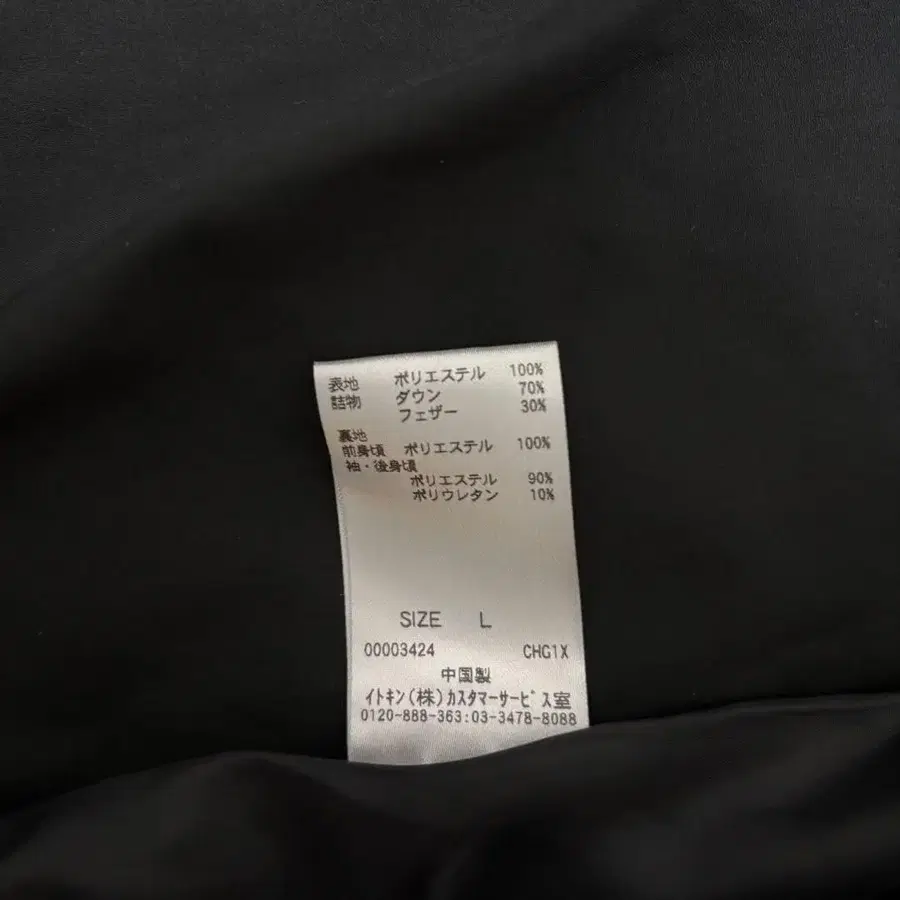 表地 ポリエステル 100%
詰物 ダウン 70%
フェザー 30%
裏地
前身頃 ポリエステル 100%
袖・後身頃
ポリエステル 90%
ポリウレタン 10%
SIZE L
00003424 CHG1X
中国製
イトキン(株)カスタマーサービス室
0120-888-363:03-3478-8088